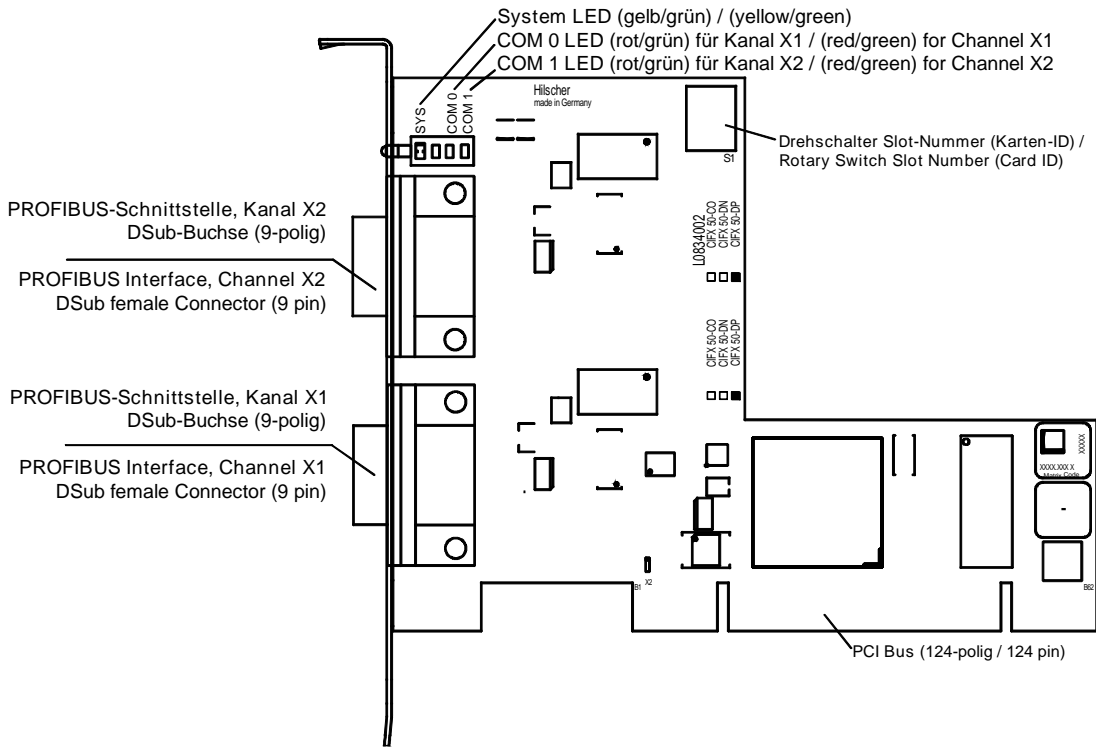 System LED (gelb/grün) / (yellow/green)
COM 0 LED (rot/grün) für Kanal X1 / (red/green) for Channel X1
COM 1 LED (rot/grün) für Kanal X2 / (red/green) for Channel X2
SYS
COM 0
COM 1
Hilscher
made in Germany
S1
Drehschalter Slot-Nummer (Karten-ID) /
Rotary Switch Slot Number (Card ID)
PROFIBUS-Schnittstelle, Kanal X2
DSub-Buchse (9-polig)
PROFIBUS Interface, Channel X2
DSub female Connector (9 pin)
L0834002
CIFX 50-CO
CIFX 50-DN
CIFX 50-DP
CIFX 50-CO
CIFX 50-DN
CIFX 50-DP
PROFIBUS-Schnittstelle, Kanal X1
DSub-Buchse (9-polig)
PROFIBUS Interface, Channel X1
DSub female Connector (9 pin)
XXXXX
XXXX.XXX X
Matrix Code
B1
X2
B62
PCI Bus (124-polig / 124 pin)